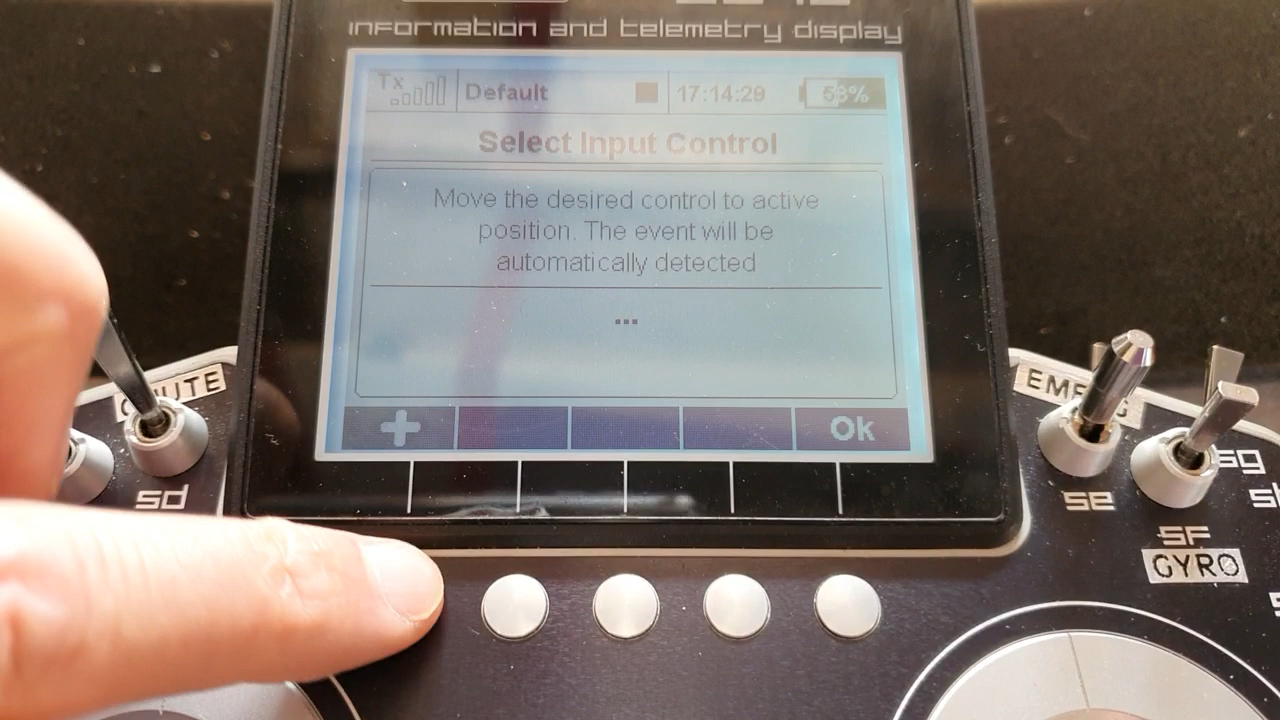 information and telemetry display
Tx
Default
17:14:29
58%
Select Input Control
Move the desired control to active
position. The event will be
automatically detected
...
+
Ok
sd
se
sg
SF
GYRO